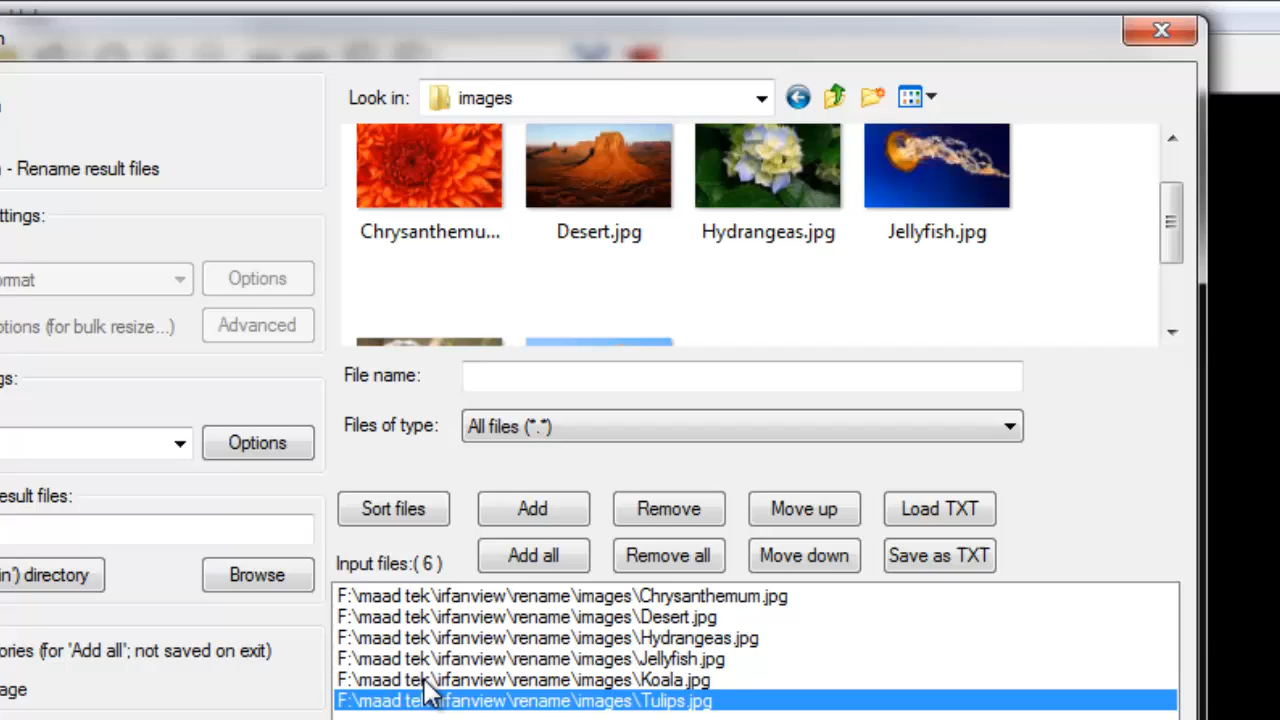 Look in: images
- Rename result files
ttings:
Chrysanthemu... Desert.jpg Hydrangeas.jpg Jellyfish.jpg
ormat Options
otions (for bulk resize...) Advanced
gs:
File name:
Files of type: All files (*.*)
Options
esult files:
Sort files Add Remove Move up Load TXT
Input files:( 6 ) Add all Remove all Move down Save as TXT
in') directory Browse
F:\maad tek\irfanview\rename\images\Chrysanthemum.jpg
F:\maad tek\irfanview\rename\images\Desert.jpg
F:\maad tek\irfanview\rename\images\Hydrangeas.jpg
ories (for 'Add all'; not saved on exit)
F:\maad tek\irfanview\rename\images\Jellyfish.jpg
F:\maad tek\irfanview\rename\images\Koala.jpg
age
F:\maad tek\irfanview\rename\images\Tulips.jpg